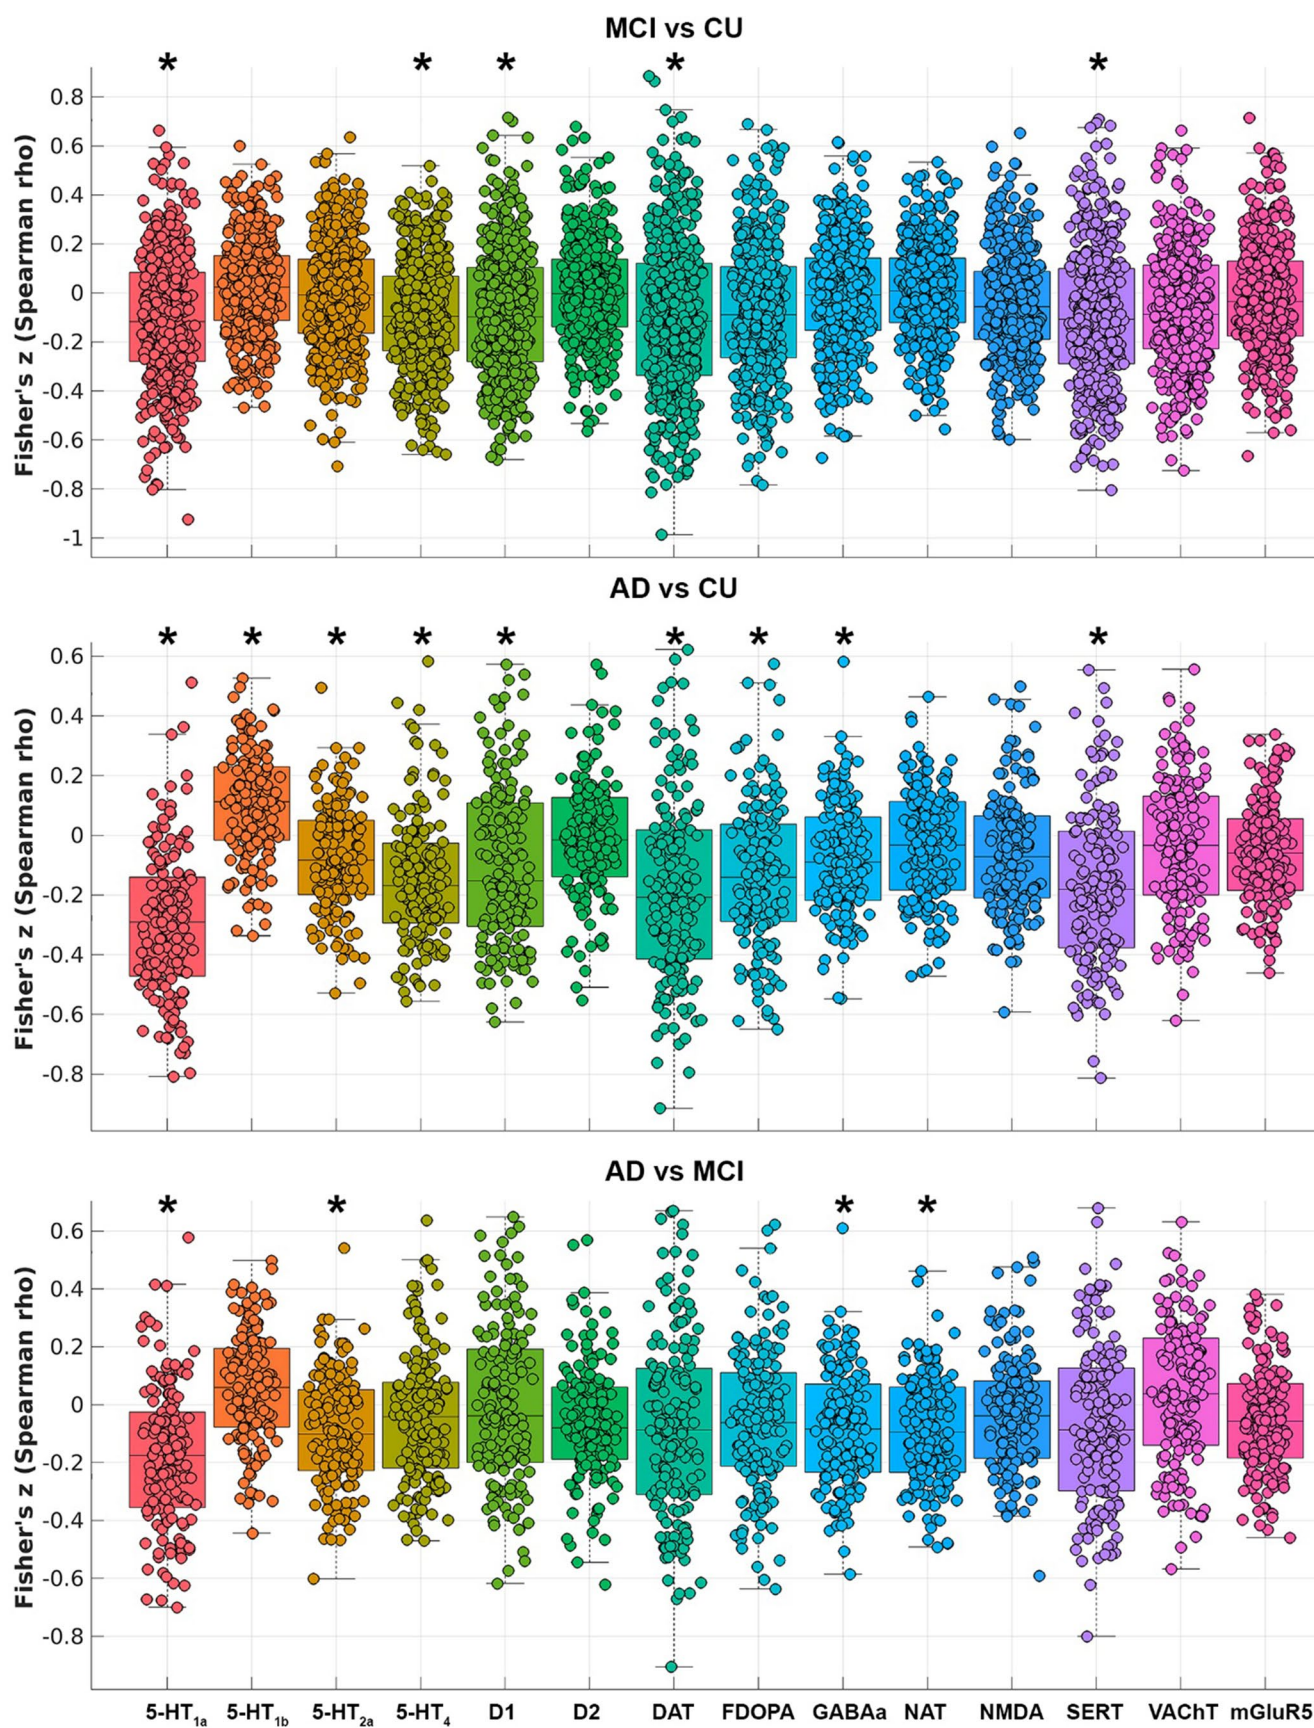 MCI vs CU
* * * * *
Fisher's z (Spearman rho)
0.8
0.6
0.4
0.2
0
-0.2
-0.4
-0.6
-0.8
-1
AD vs CU
* * * * * * * * *
Fisher's z (Spearman rho)
0.6
0.4
0.2
0
-0.2
-0.4
-0.6
-0.8
AD vs MCI
* * * *
Fisher's z (Spearman rho)
0.6
0.4
0.2
0
-0.2
-0.4
-0.6
-0.8
5-HT1a 5-HT1b 5-HT2a 5-HT4 D1 D2 DAT FDOPA GABAa NAT NMDA SERT VAChT mGluR5